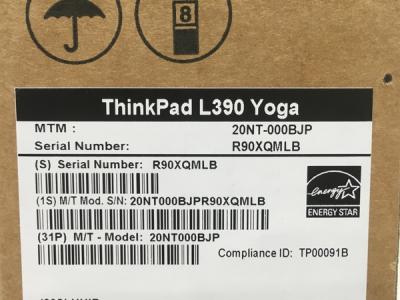 8
ThinkPad L390 Yoga
MTM : 20NT-000BJP
Serial Number: R90XQMLB
(S) Serial Number: R90XQMLB
(1S) M/T Mod. S/N: 20NT000BJPR90XQMLB
energy
ENERGY STAR
(31P) M/T - Model: 20NT000BJP
Compliance ID: TP00091B